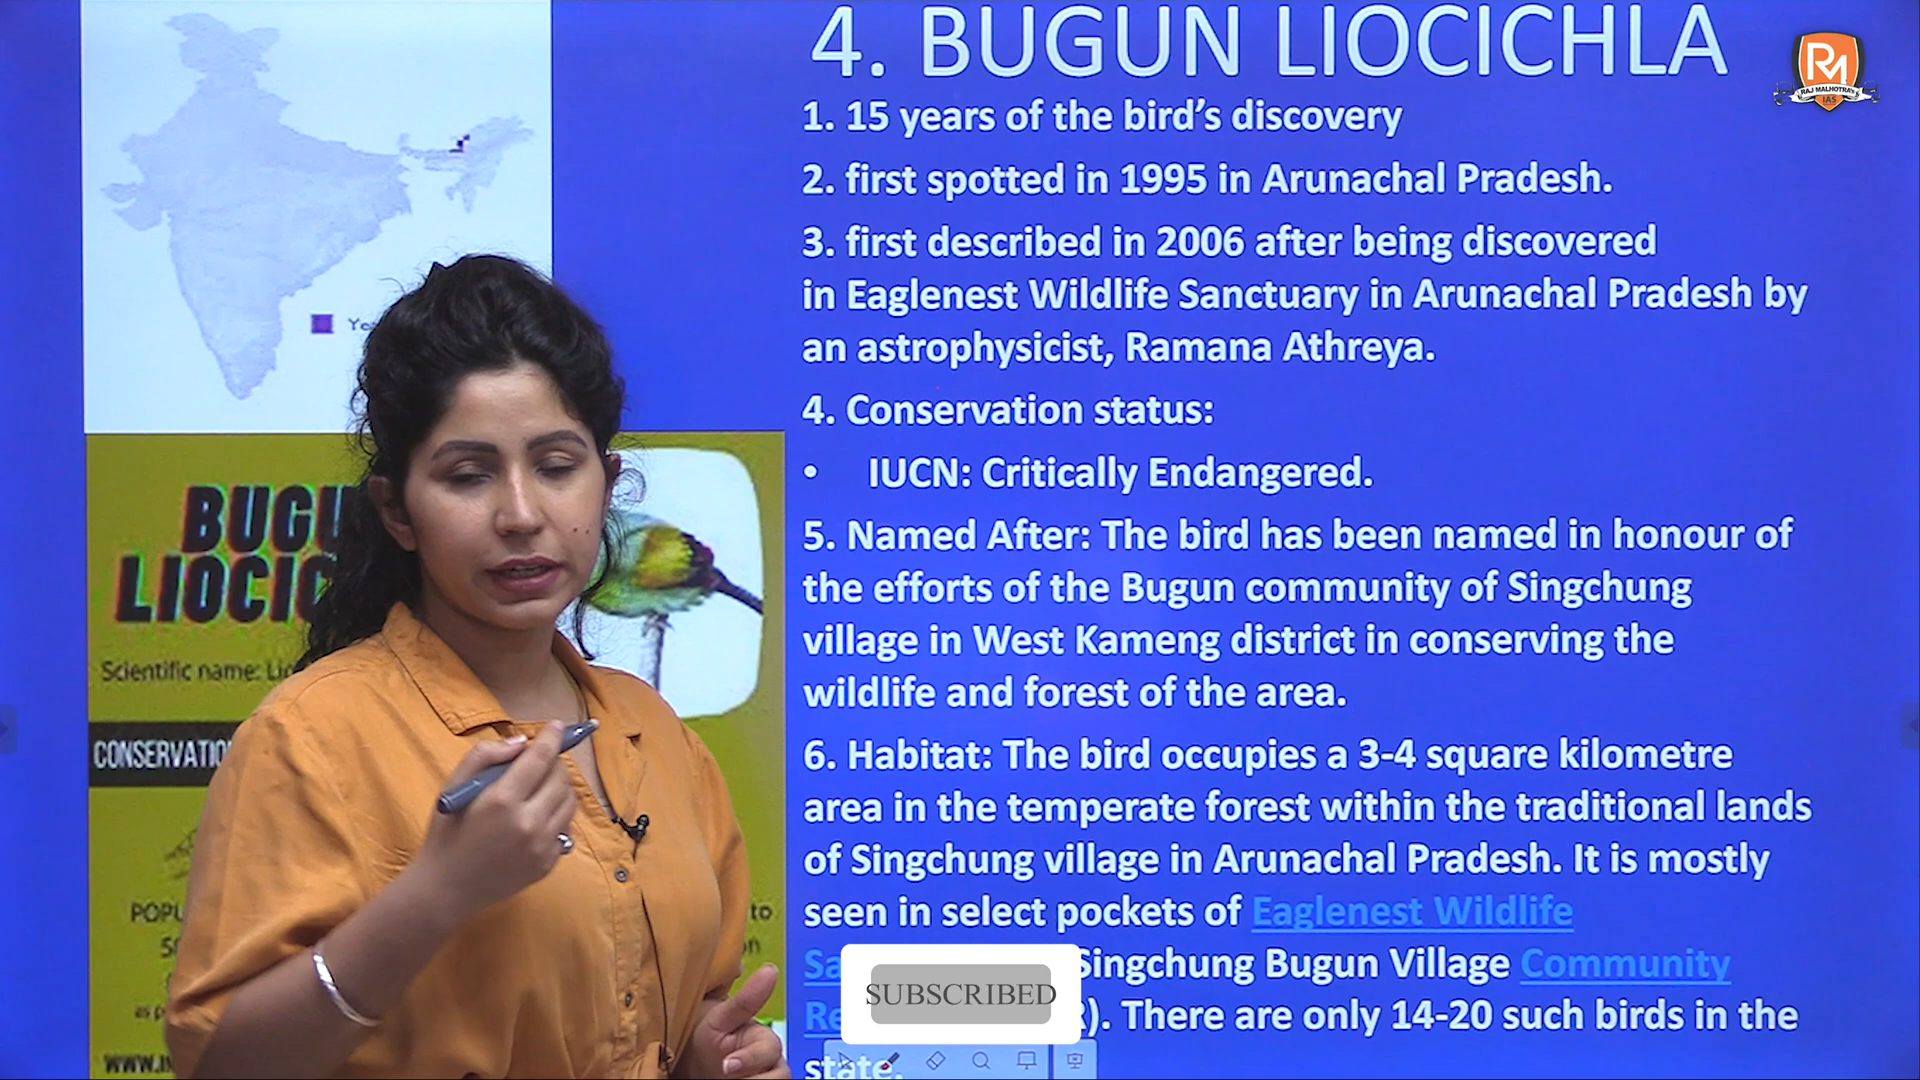 4. BUGUN LIOCICHLA
RM
RAJ MALHOTRA'S
IAS
1. 15 years of the bird’s discovery
2. first spotted in 1995 in Arunachal Pradesh.
3. first described in 2006 after being discovered
in Eaglenest Wildlife Sanctuary in Arunachal Pradesh by
an astrophysicist, Ramana Athreya.
4. Conservation status:
• IUCN: Critically Endangered.
5. Named After: The bird has been named in honour of
the efforts of the Bugun community of Singchung
village in West Kameng district in conserving the
wildlife and forest of the area.
6. Habitat: The bird occupies a 3-4 square kilometre
area in the temperate forest within the traditional lands
of Singchung village in Arunachal Pradesh. It is mostly
seen in select pockets of Eaglenest Wildlife
Singchung Bugun Village Community
). There are only 14-20 such birds in the
state.
SUBSCRIBED
Scientific name:
to